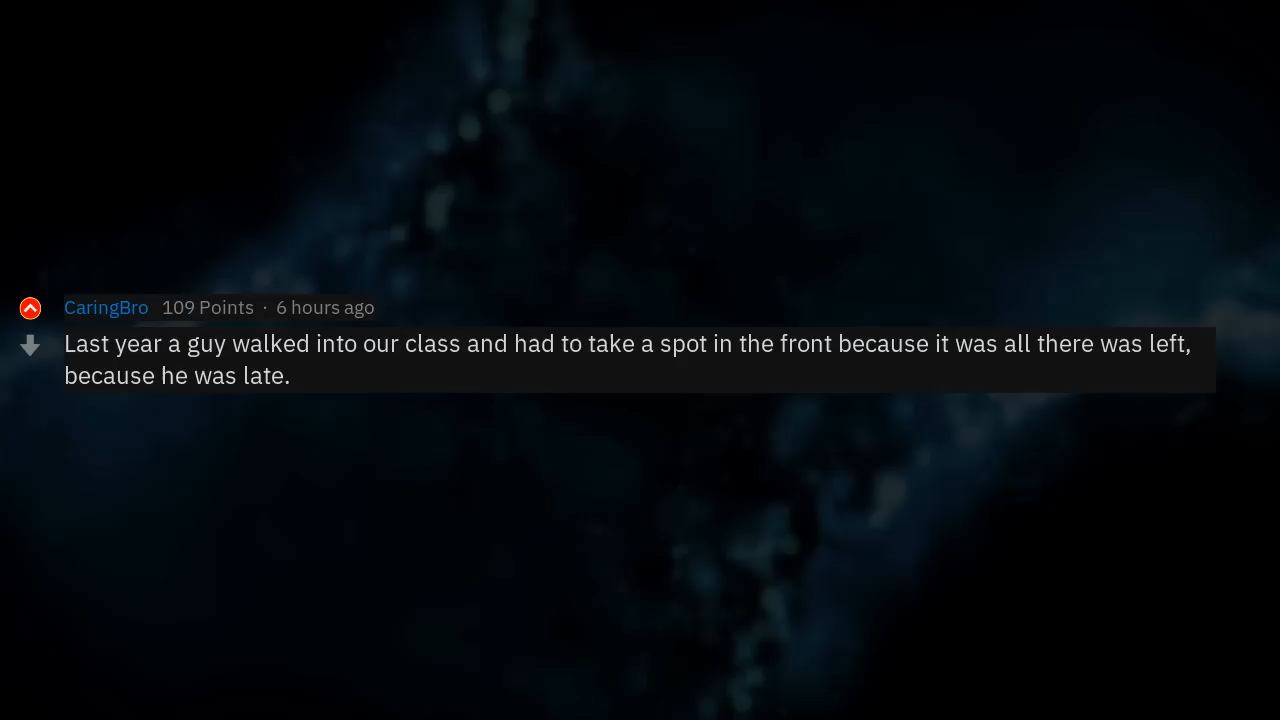 CaringBro 109 Points · 6 hours ago
Last year a guy walked into our class and had to take a spot in the front because it was all there was left,
because he was late.